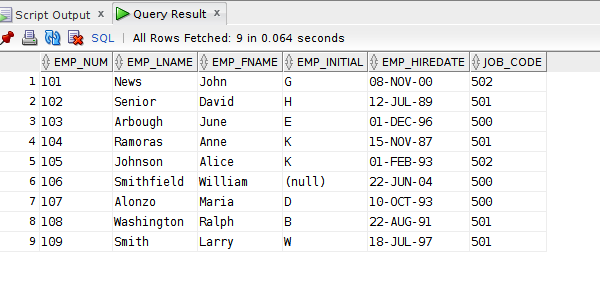 Script Output x Query Result x
SQL | All Rows Fetched: 9 in 0.064 seconds
EMP_NUM EMP_LNAME EMP_FNAME EMP_INITIAL EMP_HIREDATE JOB_CODE
1 101 News John G 08-NOV-00 502
2 102 Senior David H 12-JUL-89 501
3 103 Arbough June E 01-DEC-96 500
4 104 Ramoras Anne K 15-NOV-87 501
5 105 Johnson Alice K 01-FEB-93 502
6 106 Smithfield William (null) 22-JUN-04 500
7 107 Alonzo Maria D 10-OCT-93 500
8 108 Washington Ralph B 22-AUG-91 501
9 109 Smith Larry W 18-JUL-97 501